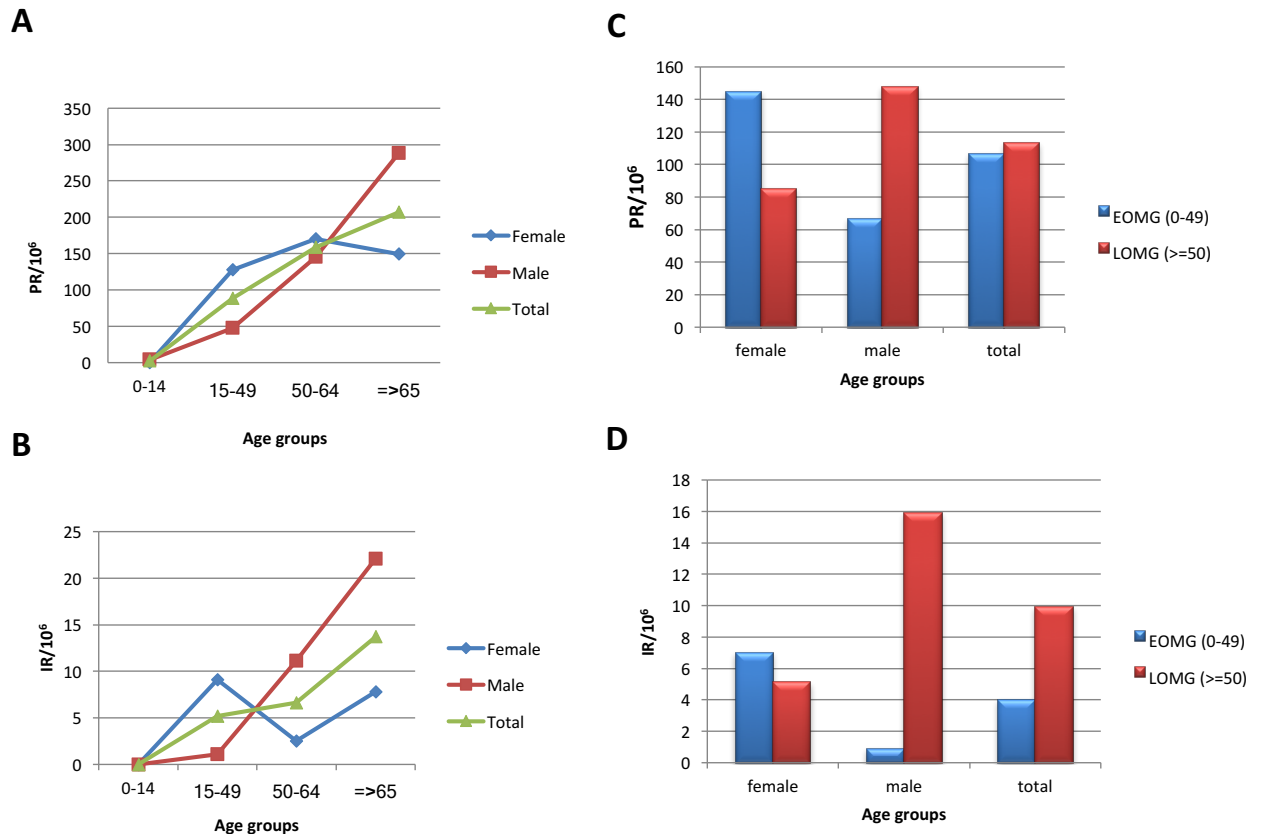 A
350
300
250
200
150
100
50
0
PR/10⁶
0-14
15-49
50-64
=>65
Age groups
Female
Male
Total
B
25
20
15
10
5
0
IR/10⁶
0-14
15-49
50-64
=>65
Age groups
Female
Male
Total
C
160
140
120
100
80
60
40
20
0
PR/10⁶
female
male
total
Age groups
EOMG (0-49)
LOMG (>=50)
D
18
16
14
12
10
8
6
4
2
0
IR/10⁶
female
male
total
Age groups
EOMG (0-49)
LOMG (>=50)